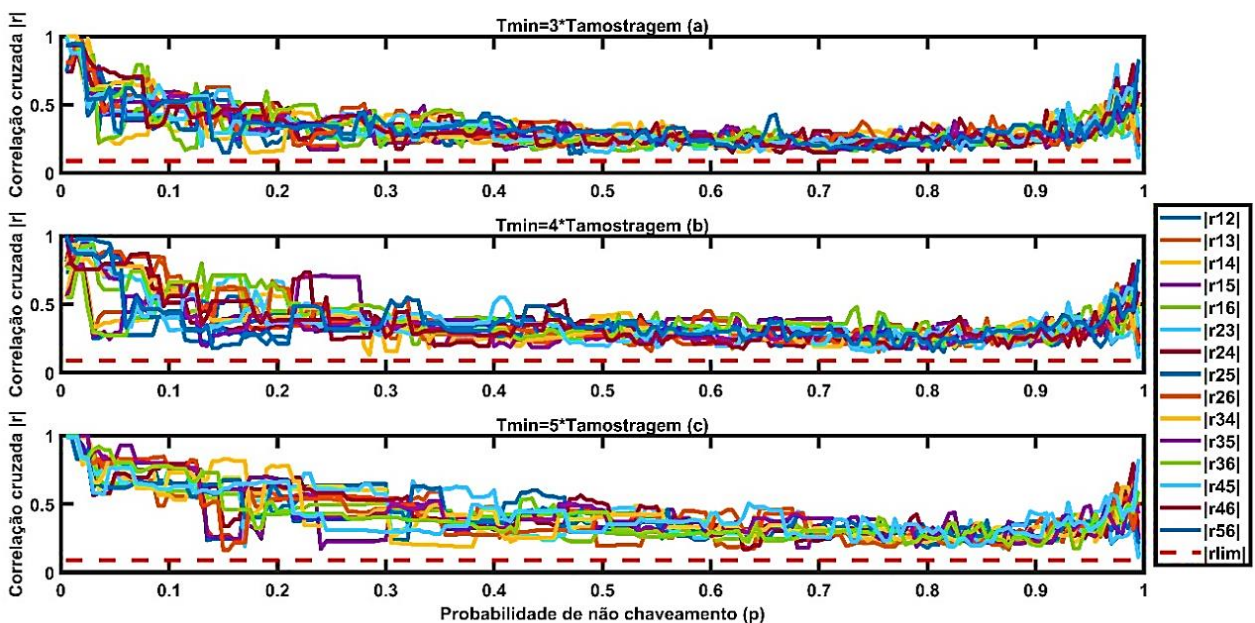 Tmin=3*Tamostragem (a)
Correlação cruzada |r|
1
0.5
0
0 0.1 0.2 0.3 0.4 0.5 0.6 0.7 0.8 0.9 1
Tmin=4*Tamostragem (b)
Correlação cruzada |r|
1
0.5
0
0 0.1 0.2 0.3 0.4 0.5 0.6 0.7 0.8 0.9 1
Tmin=5*Tamostragem (c)
Correlação cruzada |r|
1
0.5
0
0 0.1 0.2 0.3 0.4 0.5 0.6 0.7 0.8 0.9 1
Probabilidade de não chaveamento (p)
|r12|
|r13|
|r14|
|r15|
|r16|
|r23|
|r24|
|r25|
|r26|
|r34|
|r35|
|r36|
|r45|
|r46|
|r56|
|rlim|